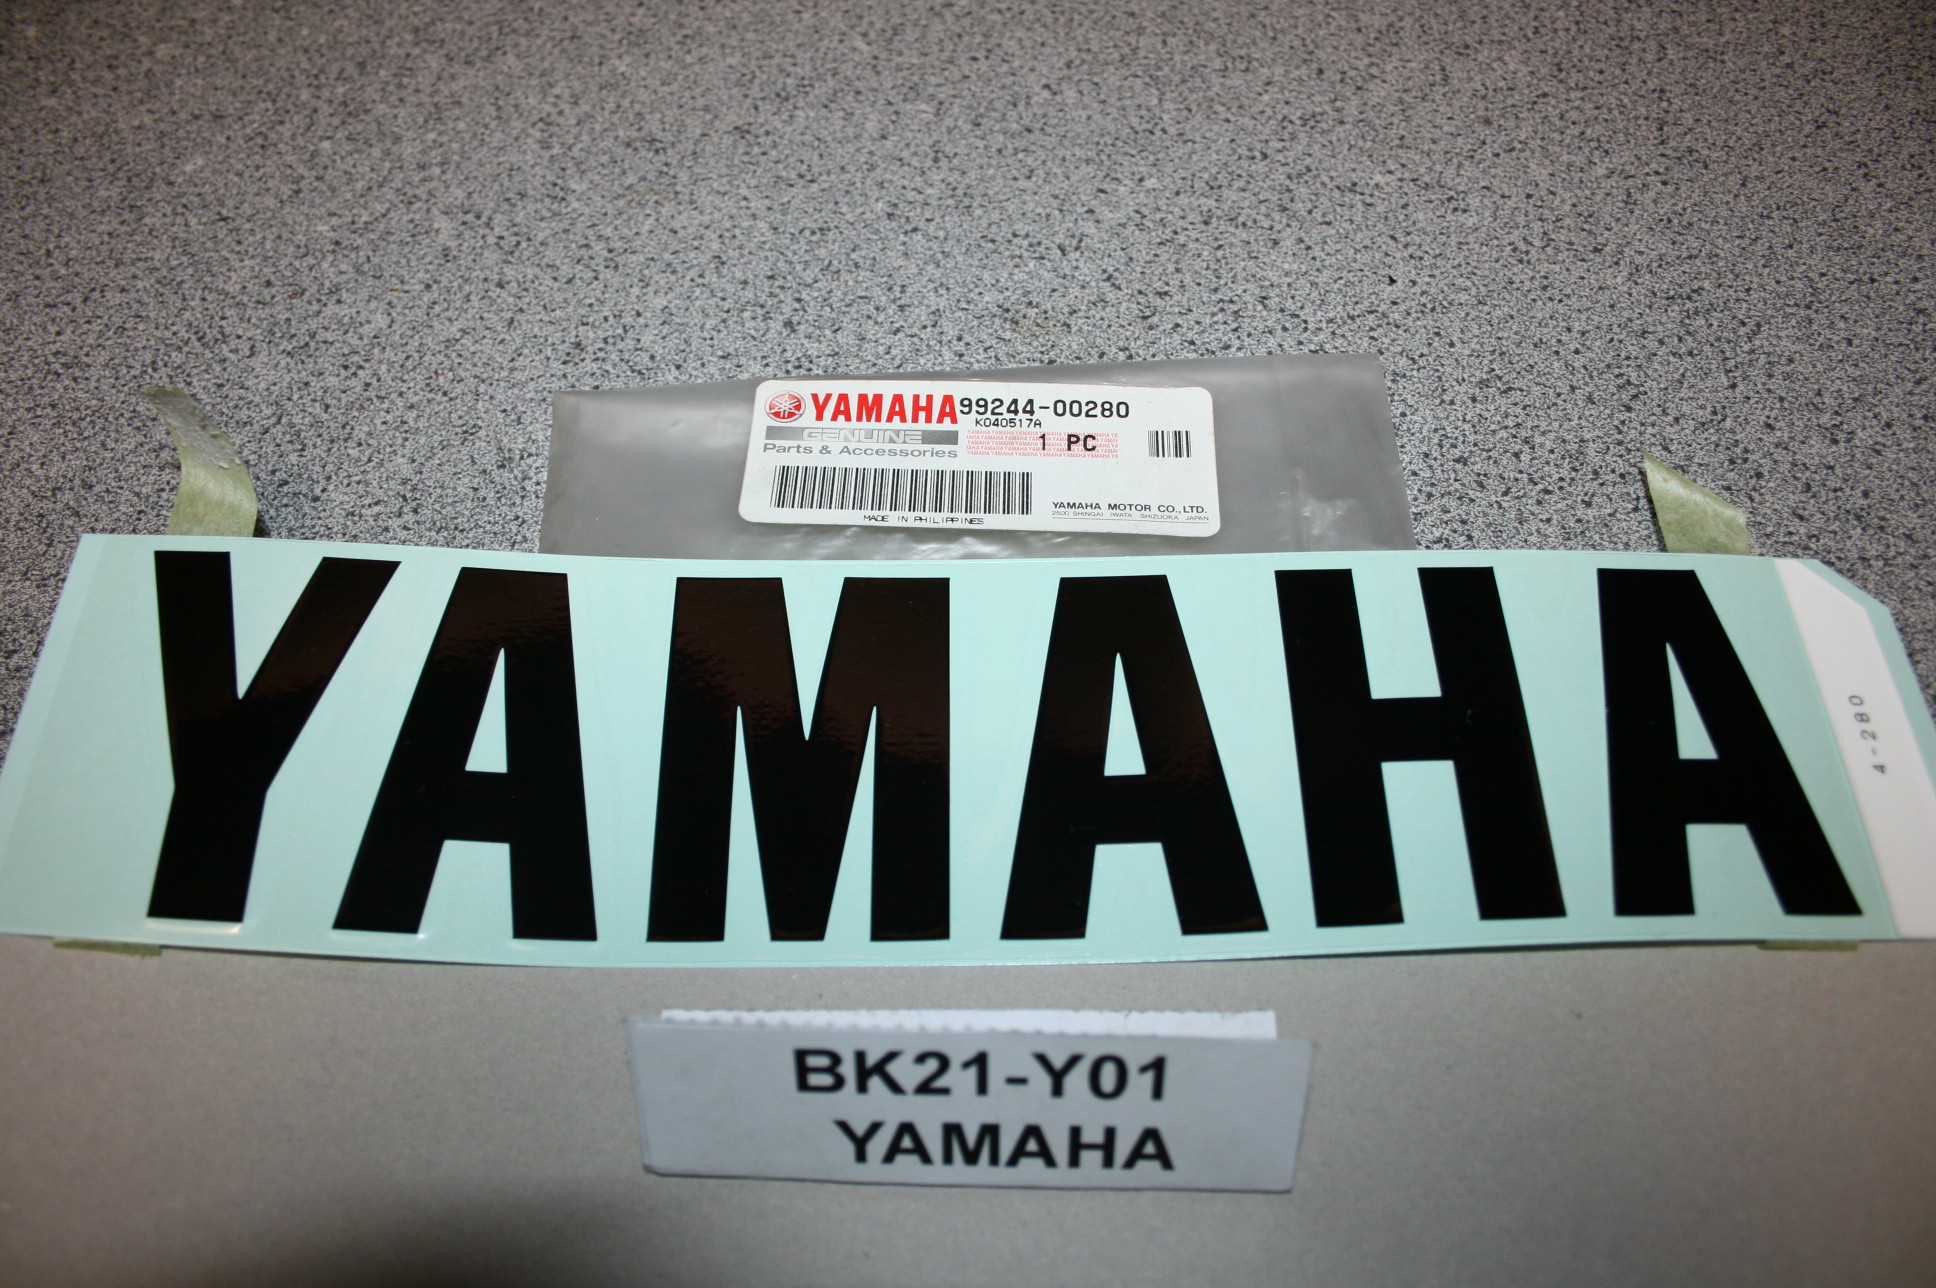 YAMAHA 99244-00280
K040517A
GENUINE
1 PC
Parts & Accessories
MADE IN PHILIPPINES
YAMAHA MOTOR CO.,LTD.
2500 SHINGAI IWATA SHIZUOKA JAPAN
YAMAHA
4-280
BK21-Y01
YAMAHA